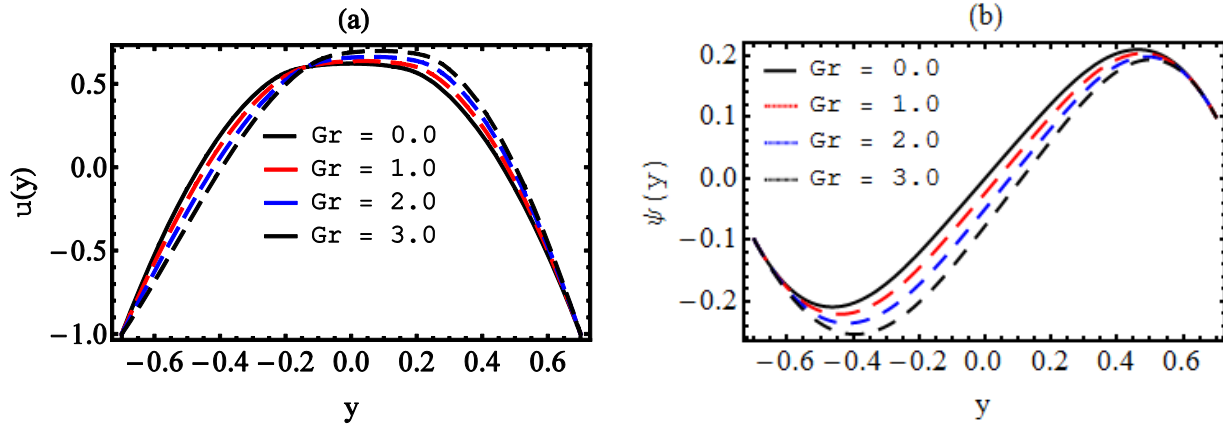 (a)
u(y)
0.5
0.0
−0.5
−1.0
Gr = 0.0
Gr = 1.0
Gr = 2.0
Gr = 3.0
−0.6 −0.4 −0.2 0.0 0.2 0.4 0.6
y
(b)
ψ(y)
0.2
0.1
0.0
−0.1
−0.2
Gr = 0.0
Gr = 1.0
Gr = 2.0
Gr = 3.0
−0.6 −0.4 −0.2 0.0 0.2 0.4 0.6
y